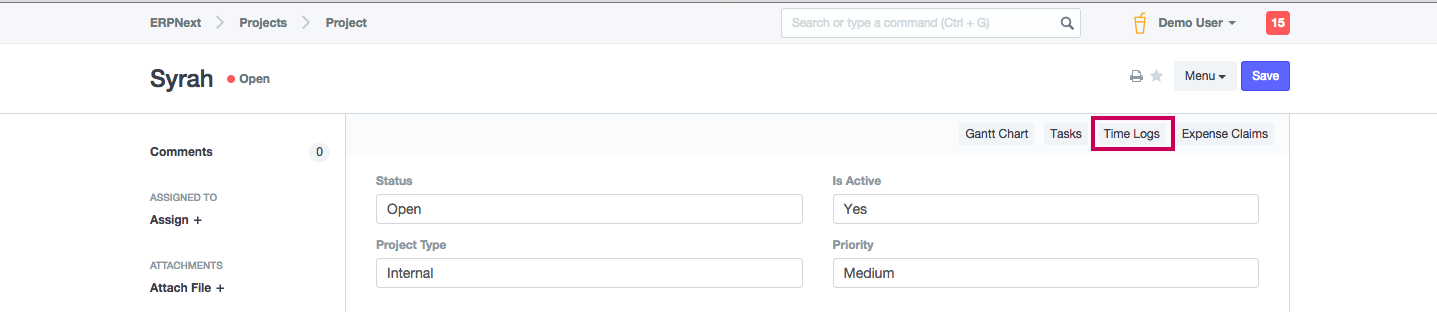 ERPNext Projects Project Search or type a command (Ctrl + G) Demo User 15
Syrah Open Menu Save
Gantt Chart Tasks Time Logs Expense Claims
Comments 0
ASSIGNED TO
Assign +
ATTACHMENTS
Attach File +
Status Is Active
Open Yes
Project Type Priority
Internal Medium